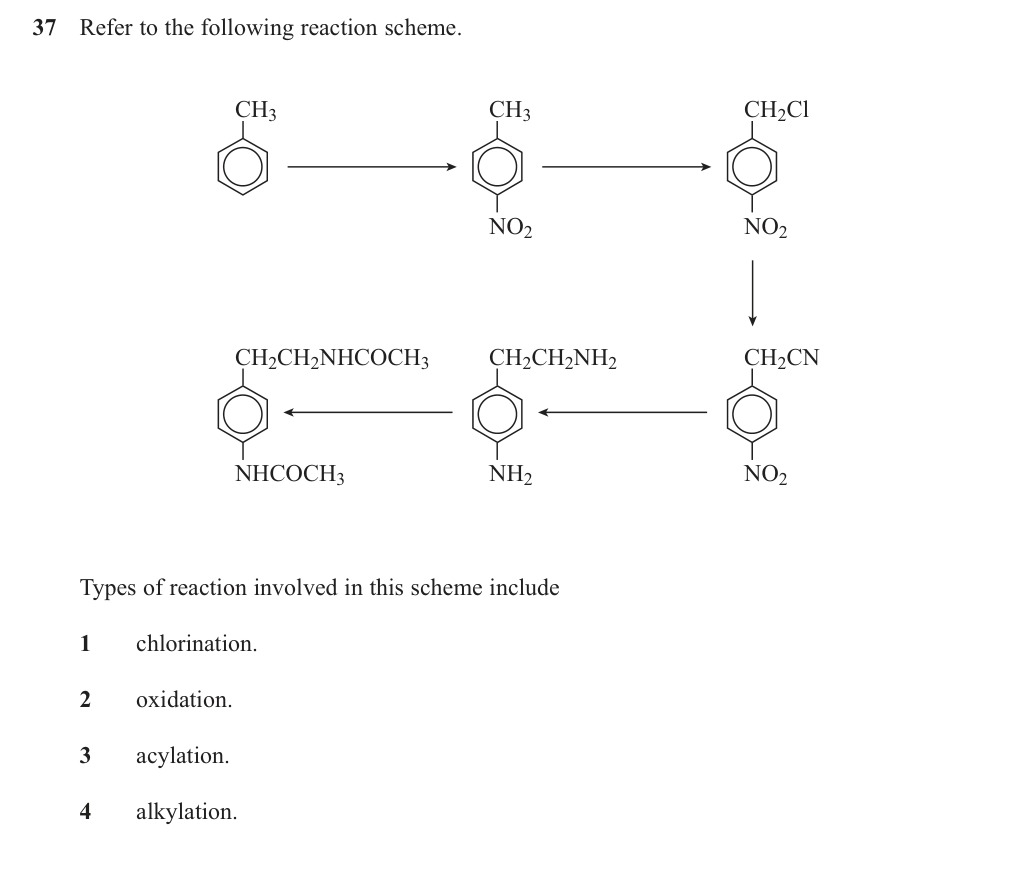 37 Refer to the following reaction scheme.
CH₃ CH₃ CH₂Cl
NO₂ NO₂
CH₂CH₂NHCOCH₃ CH₂CH₂NH₂ CH₂CN
NHCOCH₃ NH₂ NO₂
Types of reaction involved in this scheme include
1 chlorination.
2 oxidation.
3 acylation.
4 alkylation.